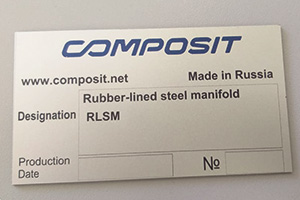 COMPOSIT
www.composit.net Made in Russia
Rubber-lined steel manifold
Designation RLSM
Production
Date
№